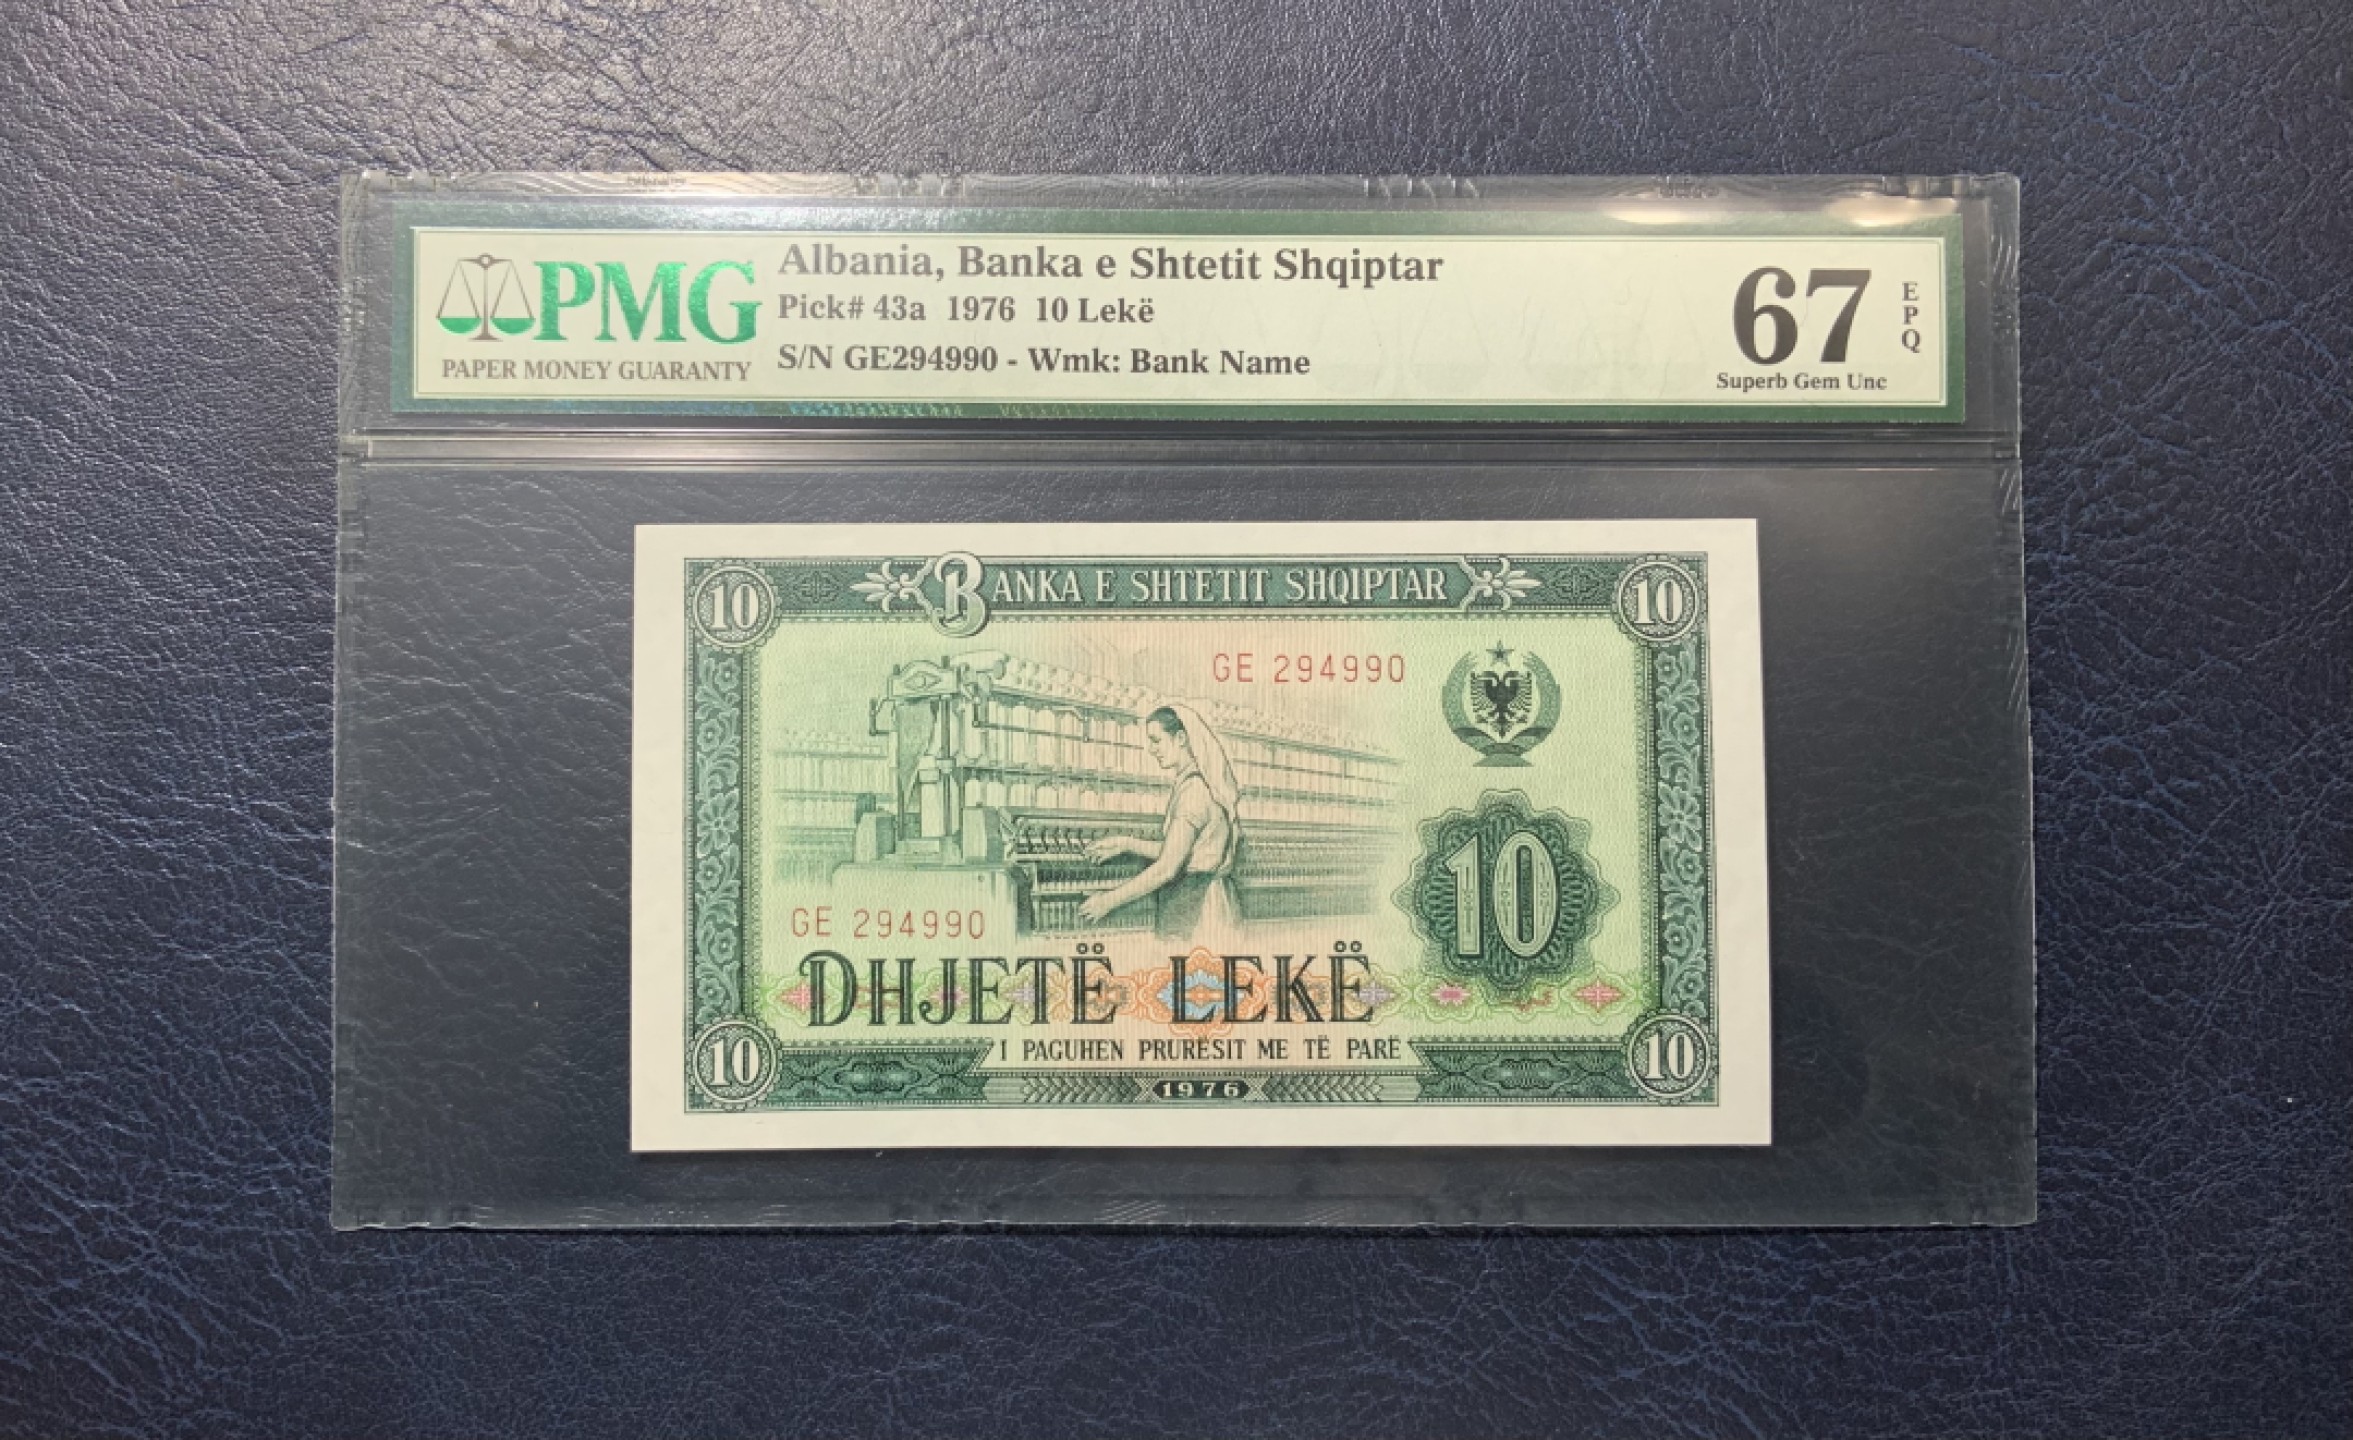 PMG
PAPER MONEY GUARANTY
Albania, Banka e Shtetit Shqiptar
Pick# 43a 1976 10 Lekë
S/N GE294990 - Wmk: Bank Name
67
EPQ
Superb Gem Unc
10
BANKA E SHTETIT SHQIPTAR
10
GE 294990
10
GE 294990
DHJETË LEKË
10
I PAGUHEN PRURËSIT ME TË PARË
10
1976